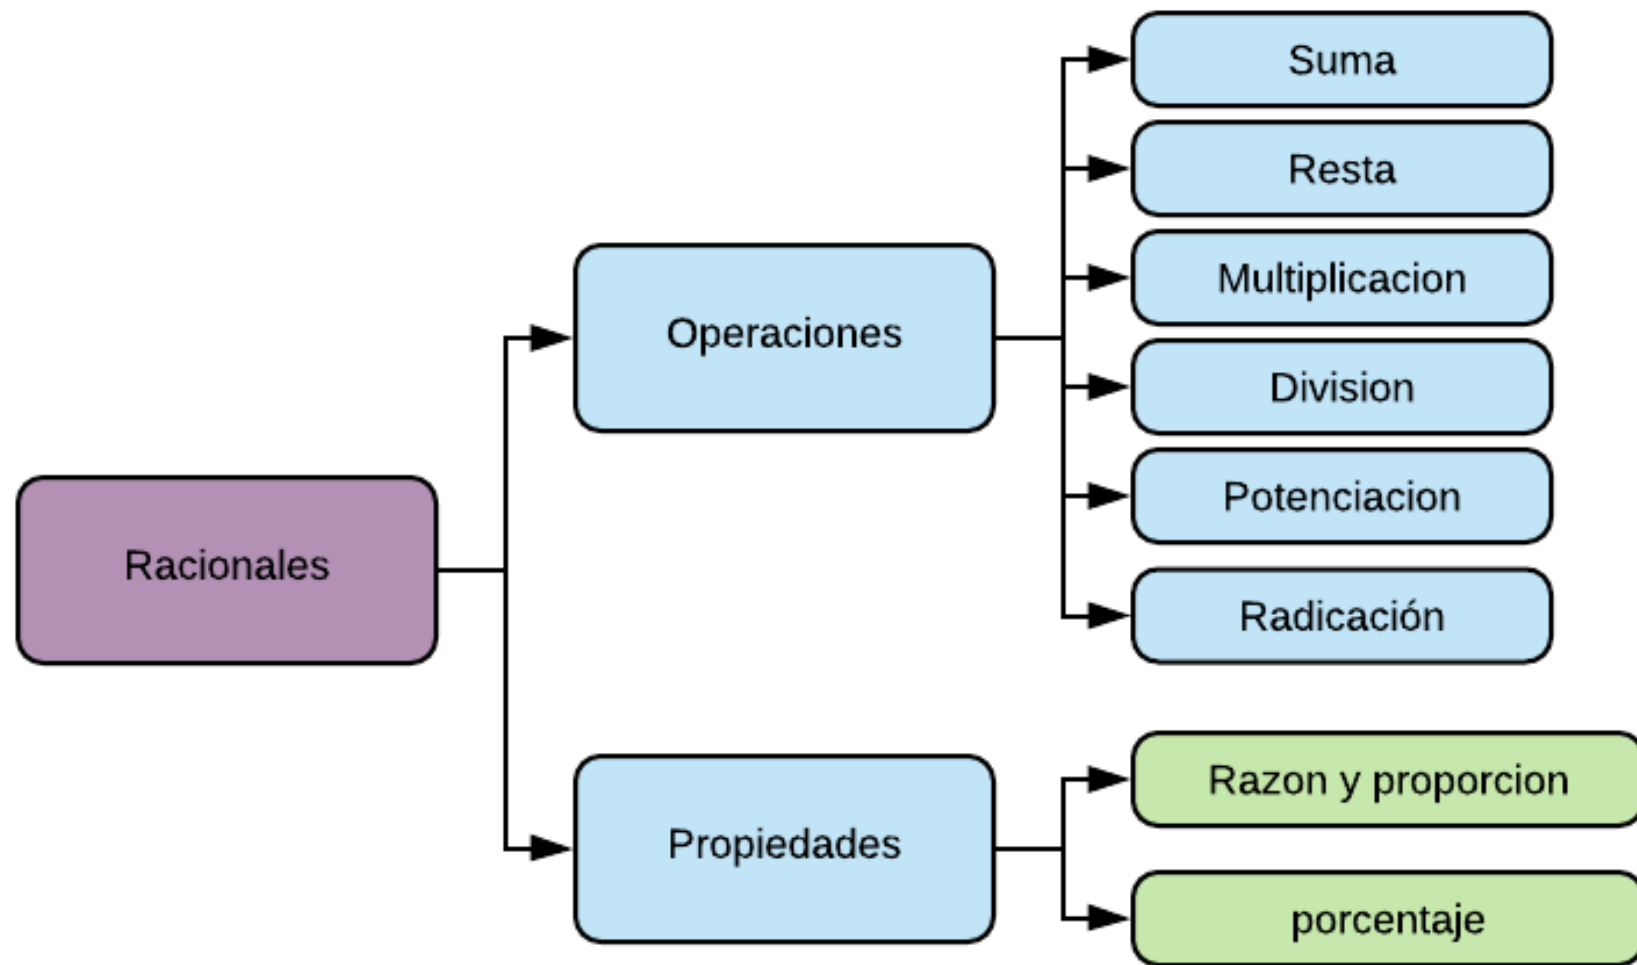 Racionales
Operaciones
Suma
Resta
Multiplicacion
Division
Potenciacion
Radicación
Propiedades
Razon y proporcion
porcentaje